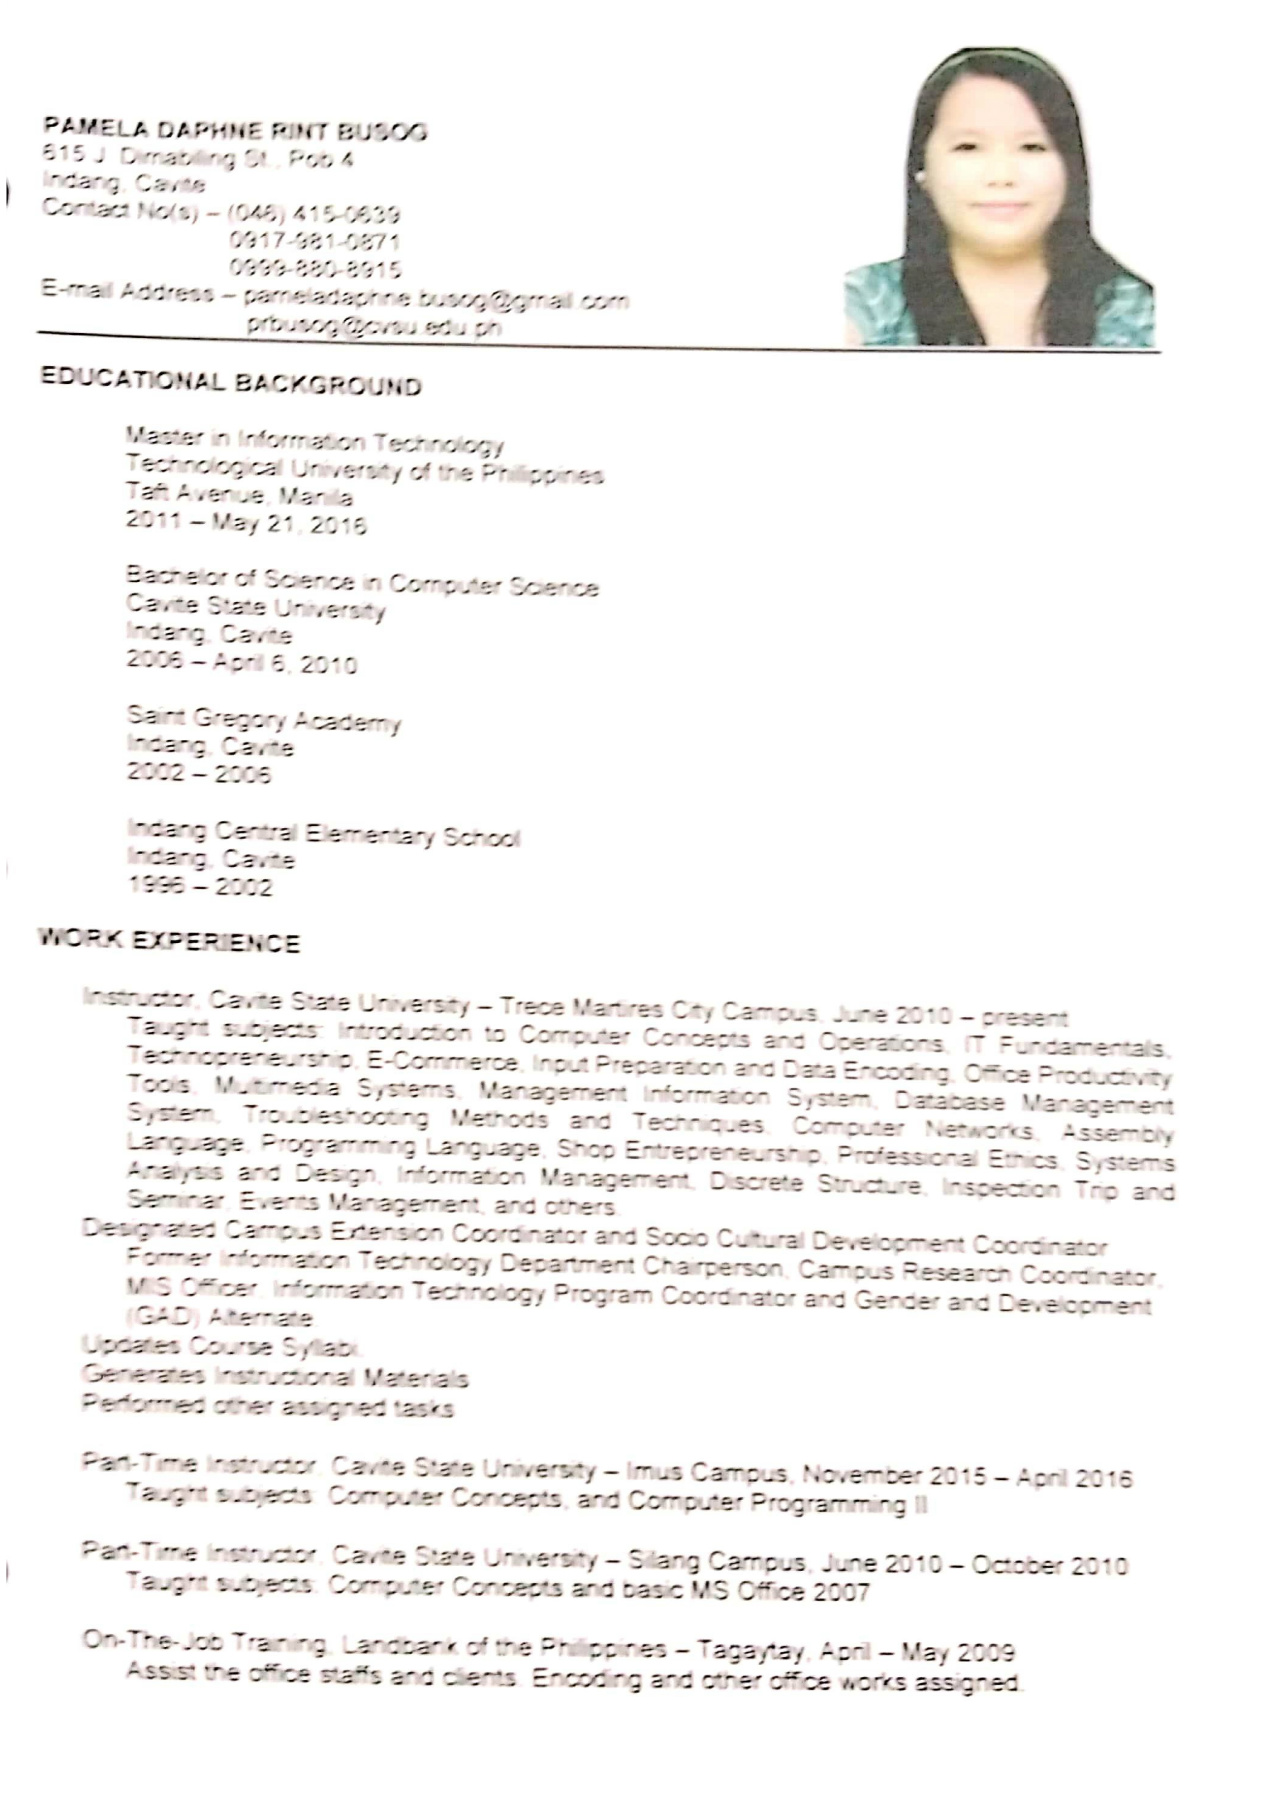 PAMELA DAPHNE RINT BUSOG
615 J. Dimabiling St., Pob 4
Indang, Cavite
Contact No(s) – (046) 415-0639
0917-981-0871
0999-880-8915
E-mail Address – pameladaphne.busog@gmail.com
prbusog@cvsu.edu.ph
EDUCATIONAL BACKGROUND
Master in Information Technology
Technological University of the Philippines
Taft Avenue, Manila
2011 – May 21, 2016
Bachelor of Science in Computer Science
Cavite State University
Indang, Cavite
2006 – April 6, 2010
Saint Gregory Academy
Indang, Cavite
2002 – 2006
Indang Central Elementary School
Indang, Cavite
1996 – 2002
WORK EXPERIENCE
Instructor, Cavite State University – Trece Martires City Campus, June 2010 – present
Taught subjects: Introduction to Computer Concepts and Operations, IT Fundamentals,
Technopreneurship, E-Commerce, Input Preparation and Data Encoding, Office Productivity
Tools, Multimedia Systems, Management Information System, Database Management
System, Troubleshooting Methods and Techniques, Computer Networks, Assembly
Language, Programming Language, Shop Entrepreneurship, Professional Ethics, Systems
Analysis and Design, Information Management, Discrete Structure, Inspection Trip and
Seminar, Events Management, and others.
Designated Campus Extension Coordinator and Socio Cultural Development Coordinator
Former Information Technology Department Chairperson, Campus Research Coordinator,
MIS Officer, Information Technology Program Coordinator and Gender and Development
(GAD) Alternate
Updates Course Syllabi.
Generates Instructional Materials
Performed other assigned tasks
Part-Time Instructor, Cavite State University – Imus Campus, November 2015 – April 2016
Taught subjects: Computer Concepts, and Computer Programming II
Part-Time Instructor, Cavite State University – Silang Campus, June 2010 – October 2010
Taught subjects: Computer Concepts and basic MS Office 2007
On-The-Job Training, Landbank of the Philippines – Tagaytay, April – May 2009
Assist the office staffs and clients. Encoding and other office works assigned.